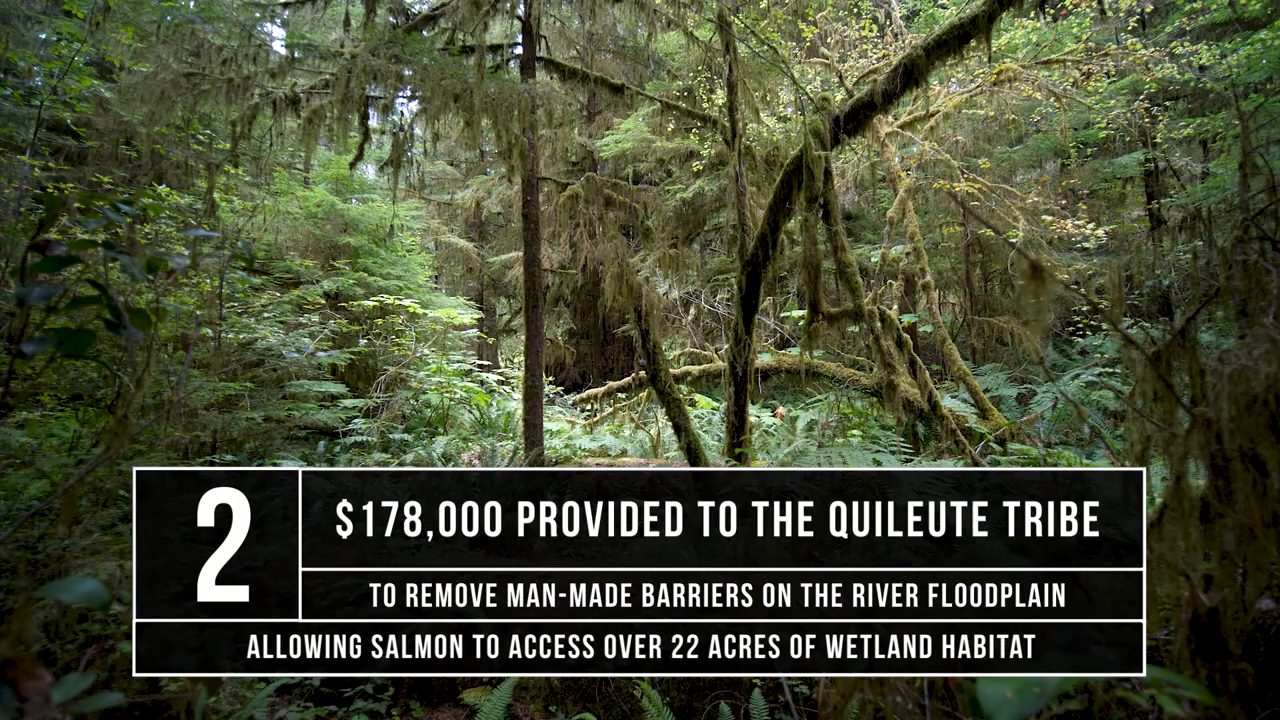 2
$178,000 PROVIDED TO THE QUILEUTE TRIBE
TO REMOVE MAN-MADE BARRIERS ON THE RIVER FLOODPLAIN
ALLOWING SALMON TO ACCESS OVER 22 ACRES OF WETLAND HABITAT